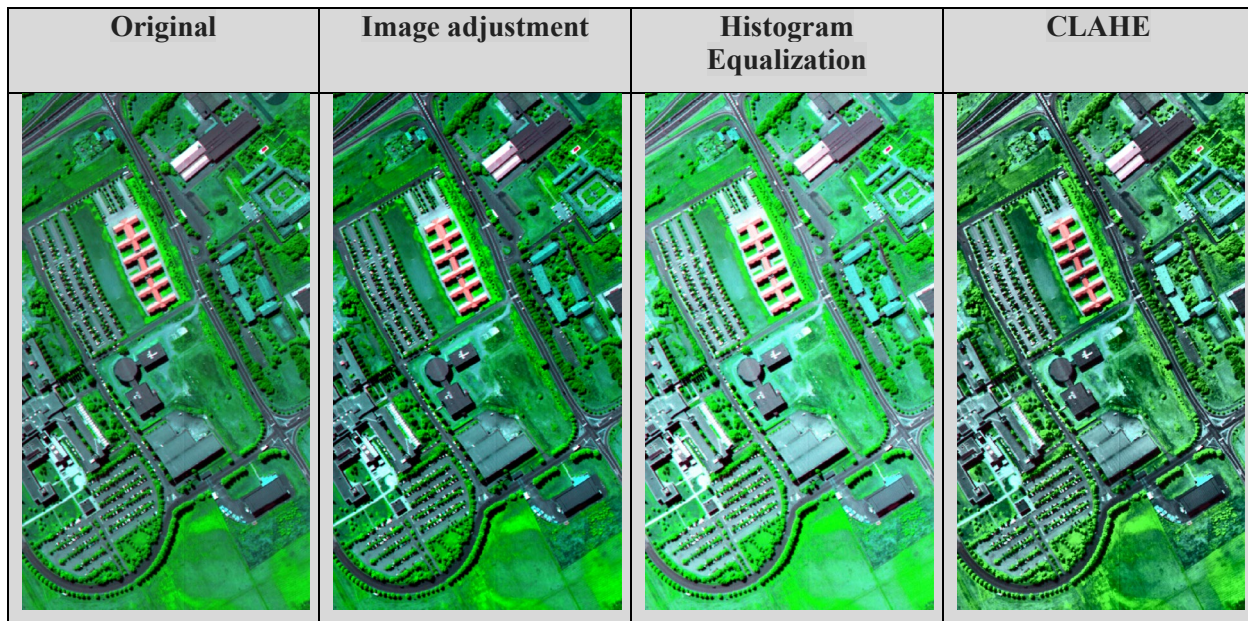 Original
Image adjustment
Histogram
Equalization
CLAHE